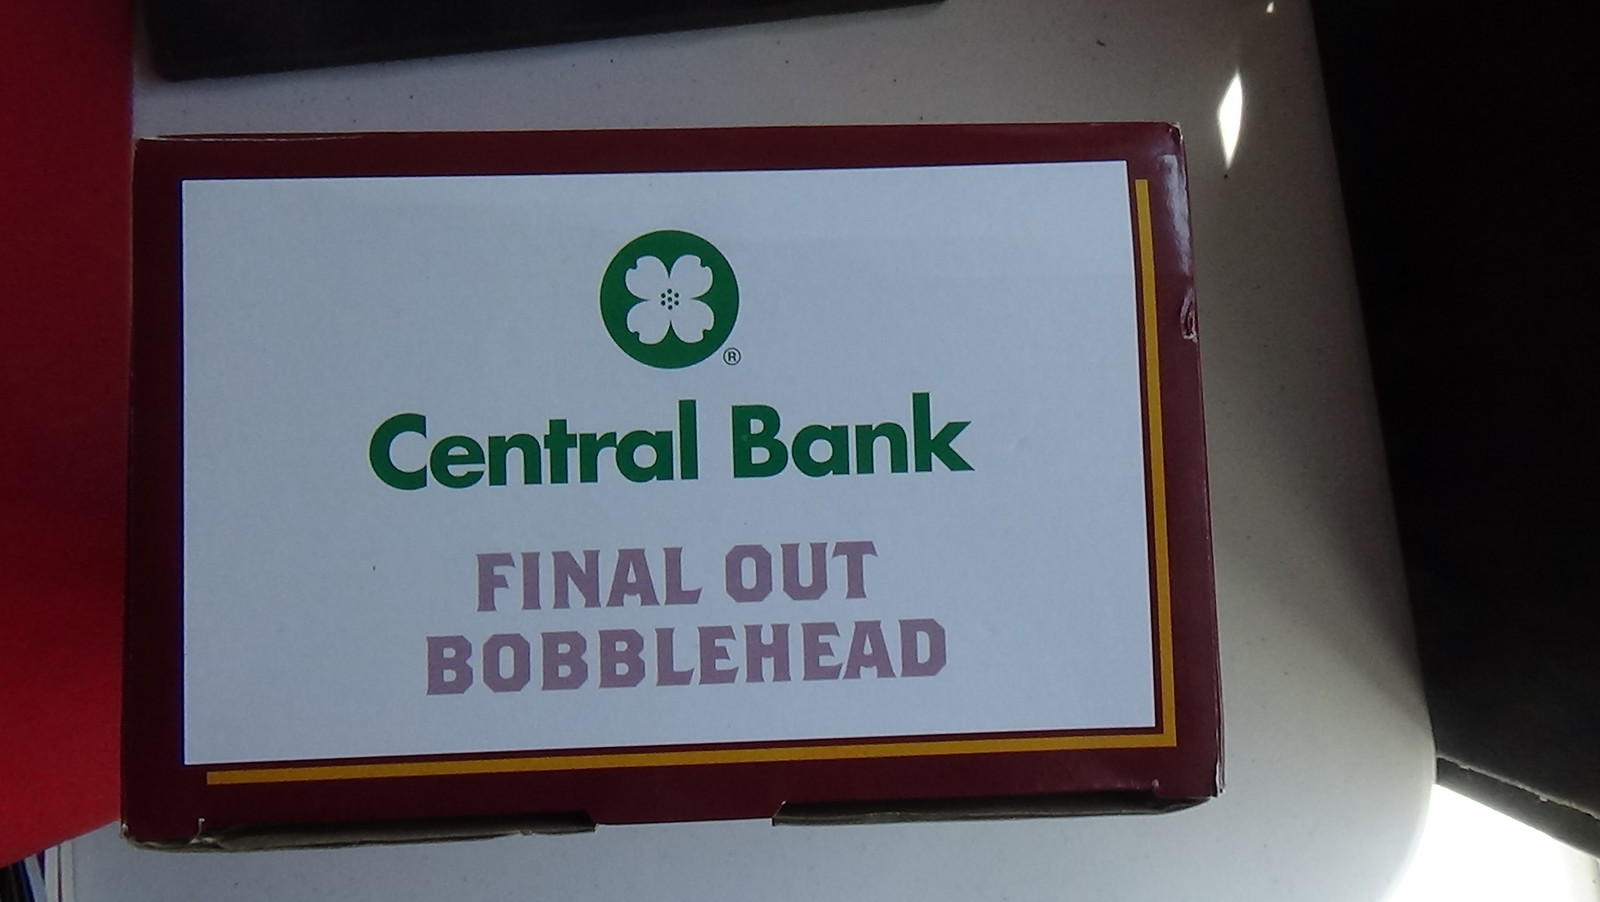 ®
Central Bank
FINAL OUT
BOBBLEHEAD